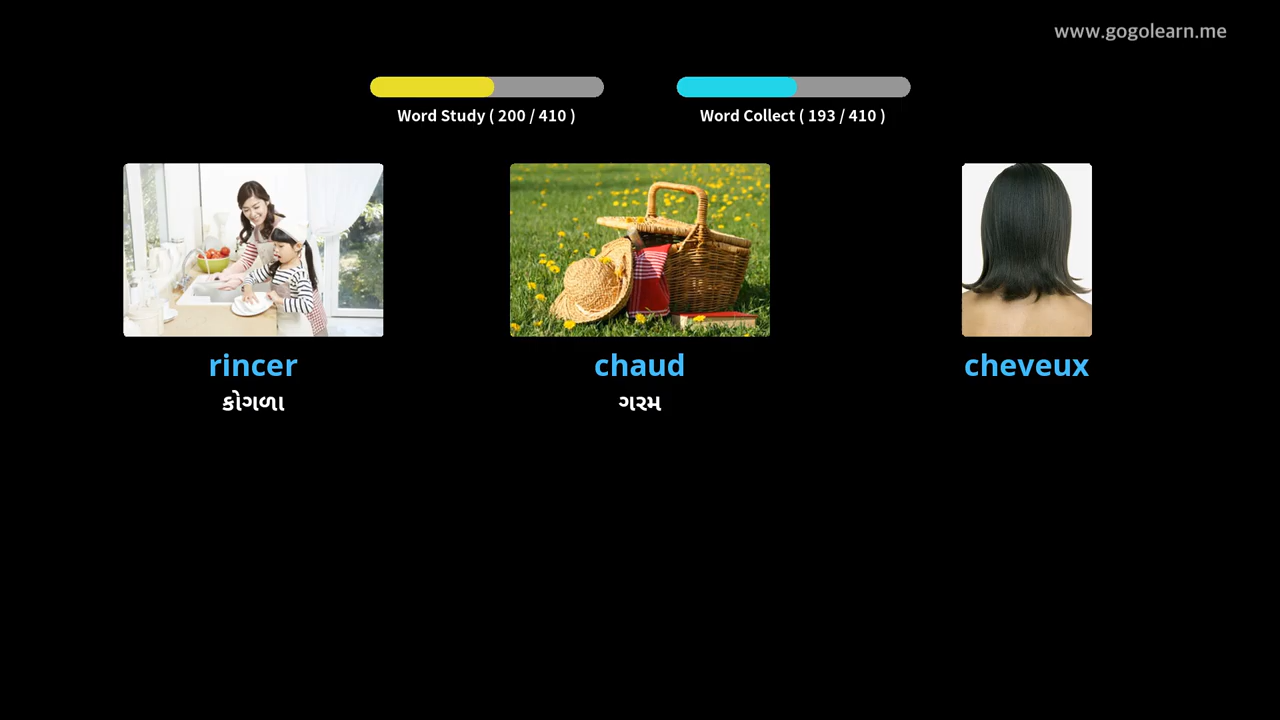 www.gogolearn.me
Word Study ( 200 / 410 )
Word Collect ( 193 / 410 )
rincer
chaud
cheveux
કોગળા
ગરમ